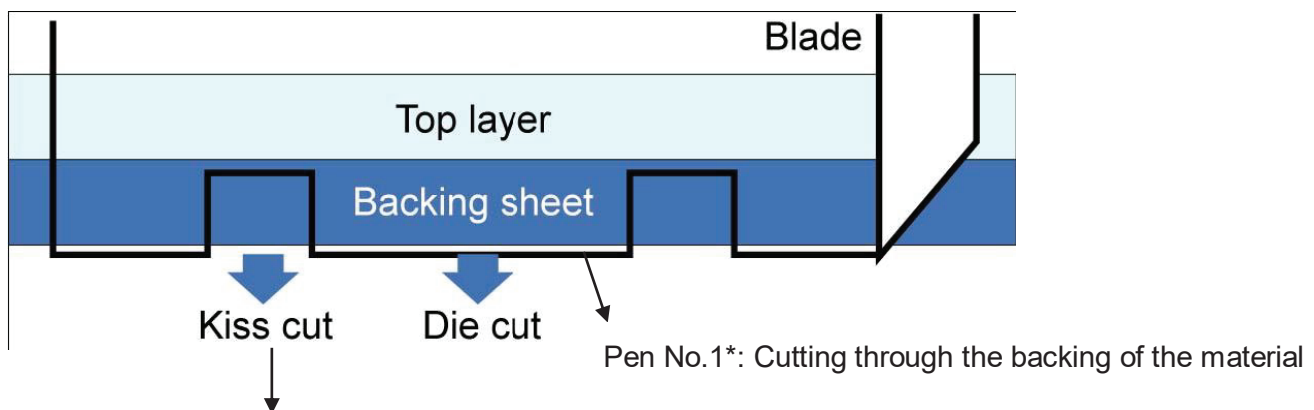 Blade
Top layer
Backing sheet
Kiss cut
Die cut
Pen No.1*: Cutting through the backing of the material